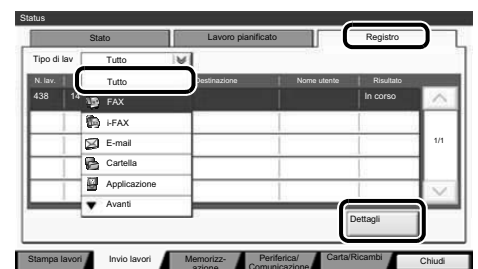 Status
Stato Lavoro pianificato Registro
Tipo di lav Tutto
N. lav. Tutto Destinazione Nome utente Risultato
438 14 FAX In corso
i-FAX
E-mail 1/1
Cartella
Applicazione
Avanti
Dettagli
Stampa lavori Invio lavori Memorizz-azione Periferica/Comunicazione Carta/Ricambi Chiudi